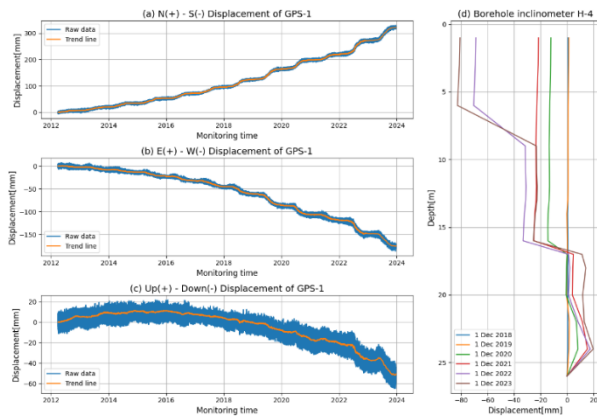 (a) N(+) - S(-) Displacement of GPS-1
Displacement[mm]
300
200
100
0
Raw data
Trend line
2012 2014 2016 2018 2020 2022 2024
Monitoring time
(b) E(+) - W(-) Displacement of GPS-1
Displacement[mm]
0
−50
−100
−150
Raw data
Trend line
2012 2014 2016 2018 2020 2022 2024
Monitoring time
(c) Up(+) - Down(-) Displacement of GPS-1
Displacement[mm]
20
0
−20
−40
−60
Raw data
Trend line
2012 2014 2016 2018 2020 2022 2024
Monitoring time
(d) Borehole inclinometer H-4
Depth[m]
0
5
10
15
20
25
1 Dec 2018
1 Dec 2019
1 Dec 2020
1 Dec 2021
1 Dec 2022
1 Dec 2023
−80 −60 −40 −20 0 20
Displacement[mm]